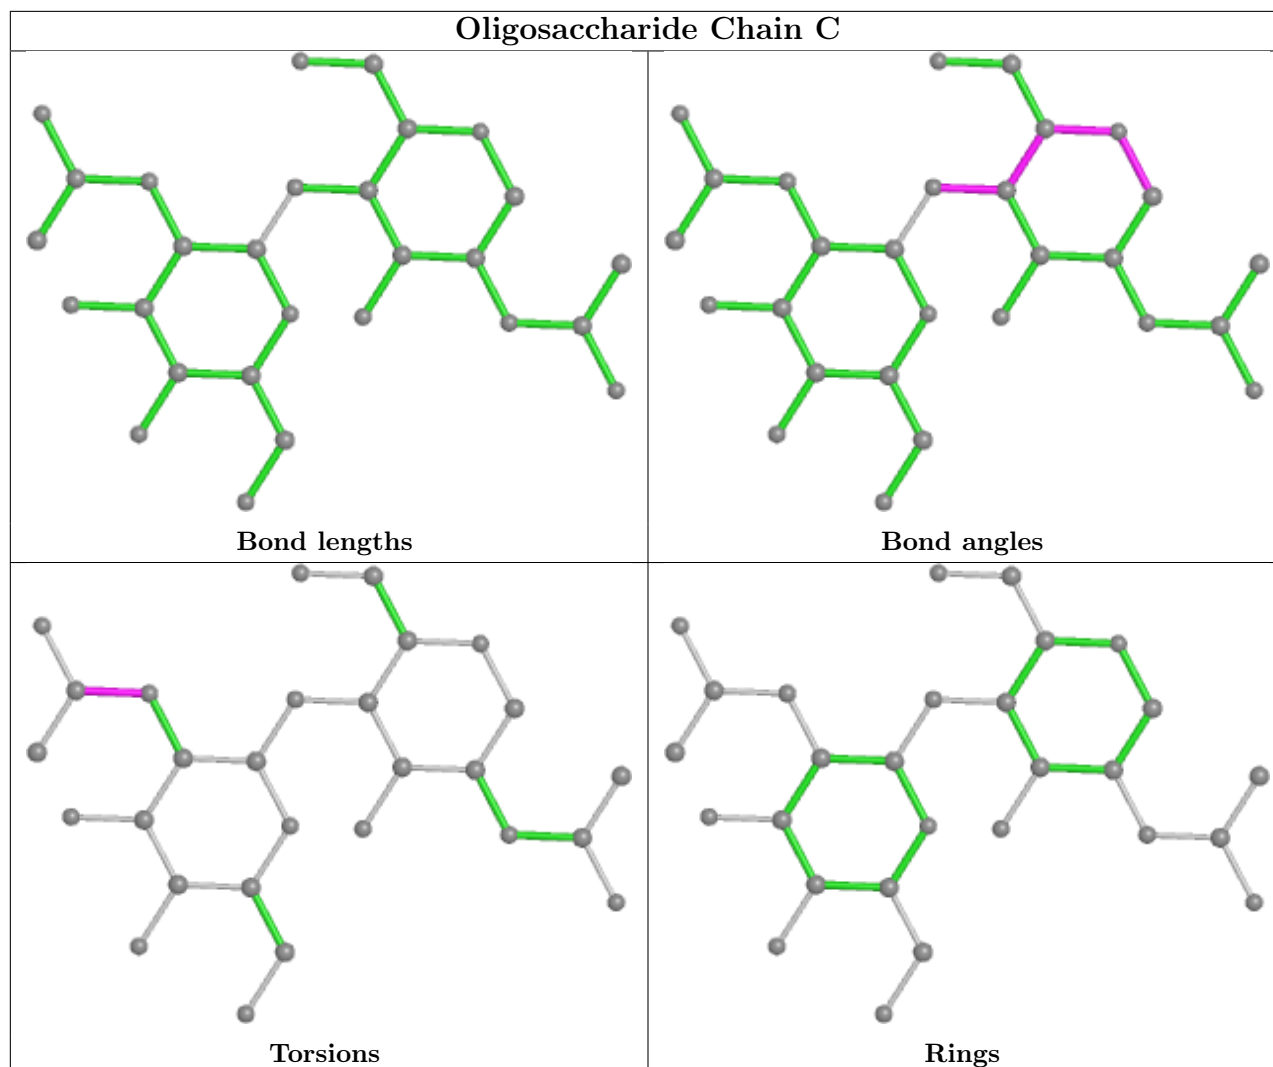 Oligosaccharide Chain C
Bond lengths
Bond angles
Torsions
Rings